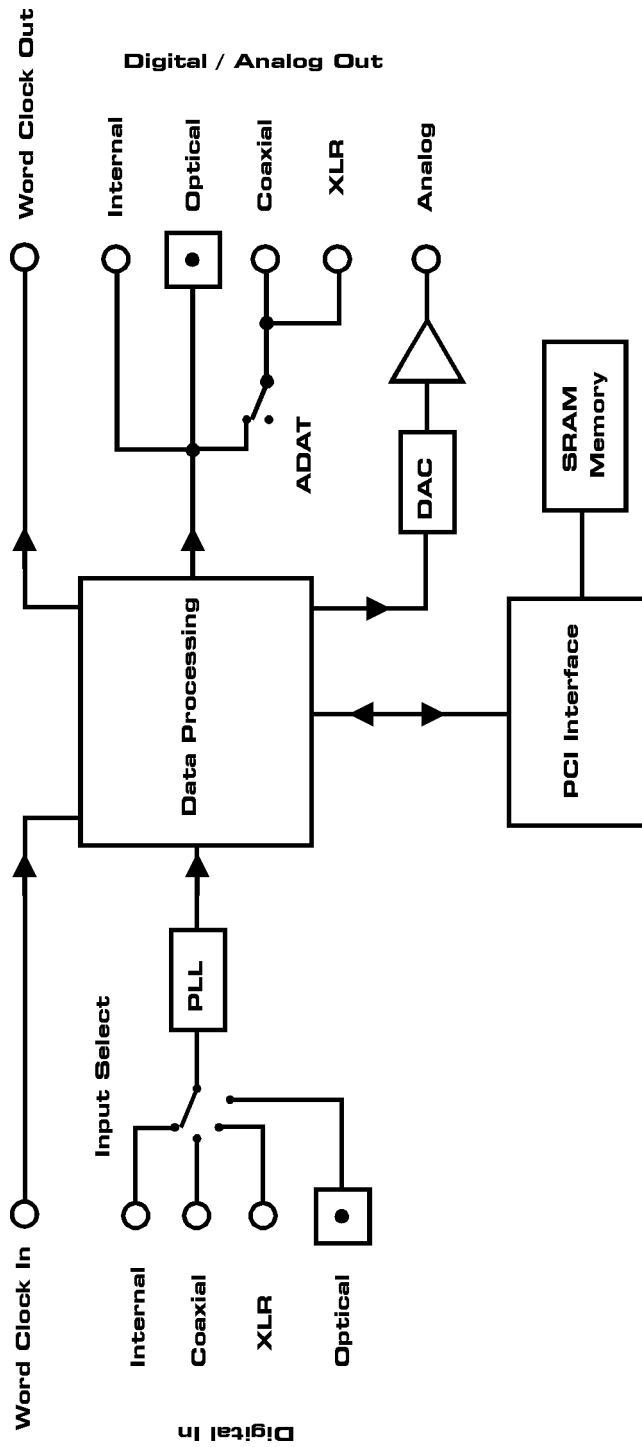 Word Clock In
Word Clock Out
Digital In
Internal
Coaxial
XLR
Optical
Input Select
PLL
Data Processing
Digital / Analog Out
Internal
Optical
Coaxial
XLR
Analog
ADAT
DAC
PCI Interface
SRAM
Memory